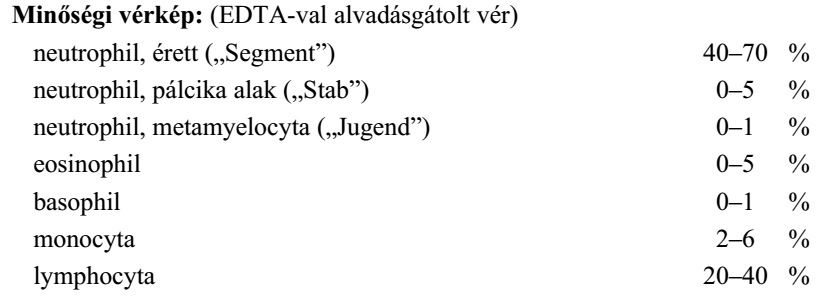 Minőségi vérkép: (EDTA-val alvadásgátolt vér)
neutrophil, érett („Segment”) 40–70 %
neutrophil, pálcika alak („Stab”) 0–5 %
neutrophil, metamyelocyta („Jugend”) 0–1 %
eosinophil 0–5 %
basophil 0–1 %
monocyta 2–6 %
lymphocyta 20–40 %